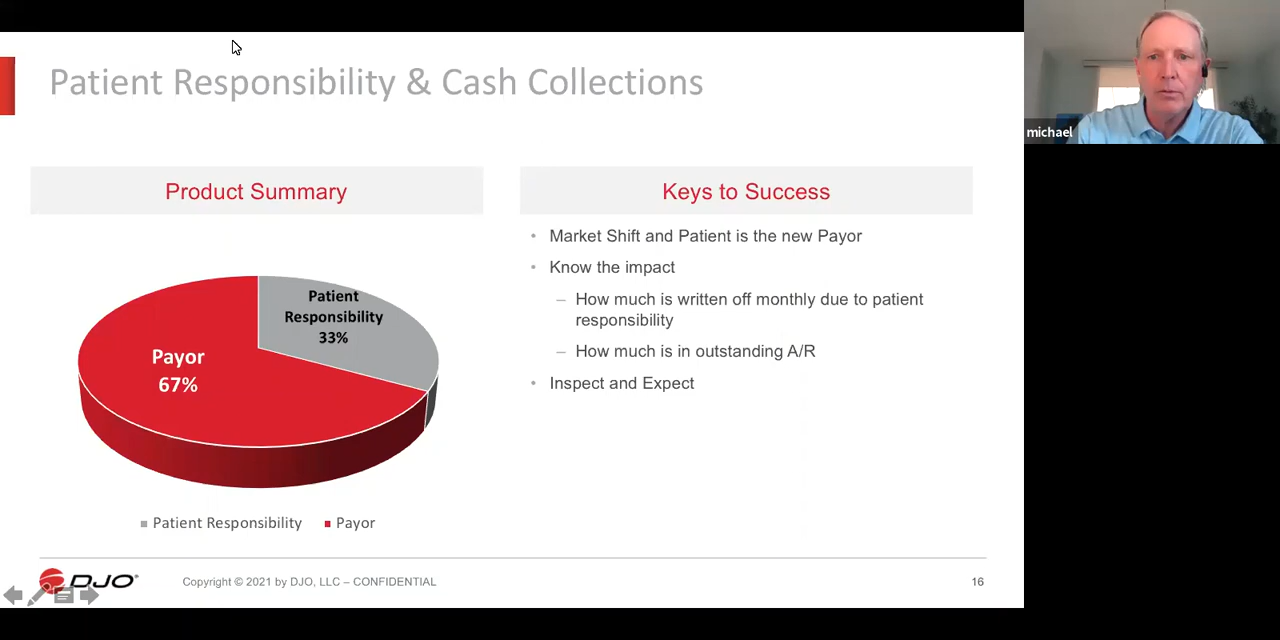 Patient Responsibility & Cash Collections
michael
Product Summary
Patient
Responsibility
33%
Payor
67%
Patient Responsibility
Payor
Keys to Success
• Market Shift and Patient is the new Payor
• Know the impact
– How much is written off monthly due to patient
responsibility
– How much is in outstanding A/R
• Inspect and Expect
DJO®
Copyright © 2021 by DJO, LLC – CONFIDENTIAL
16